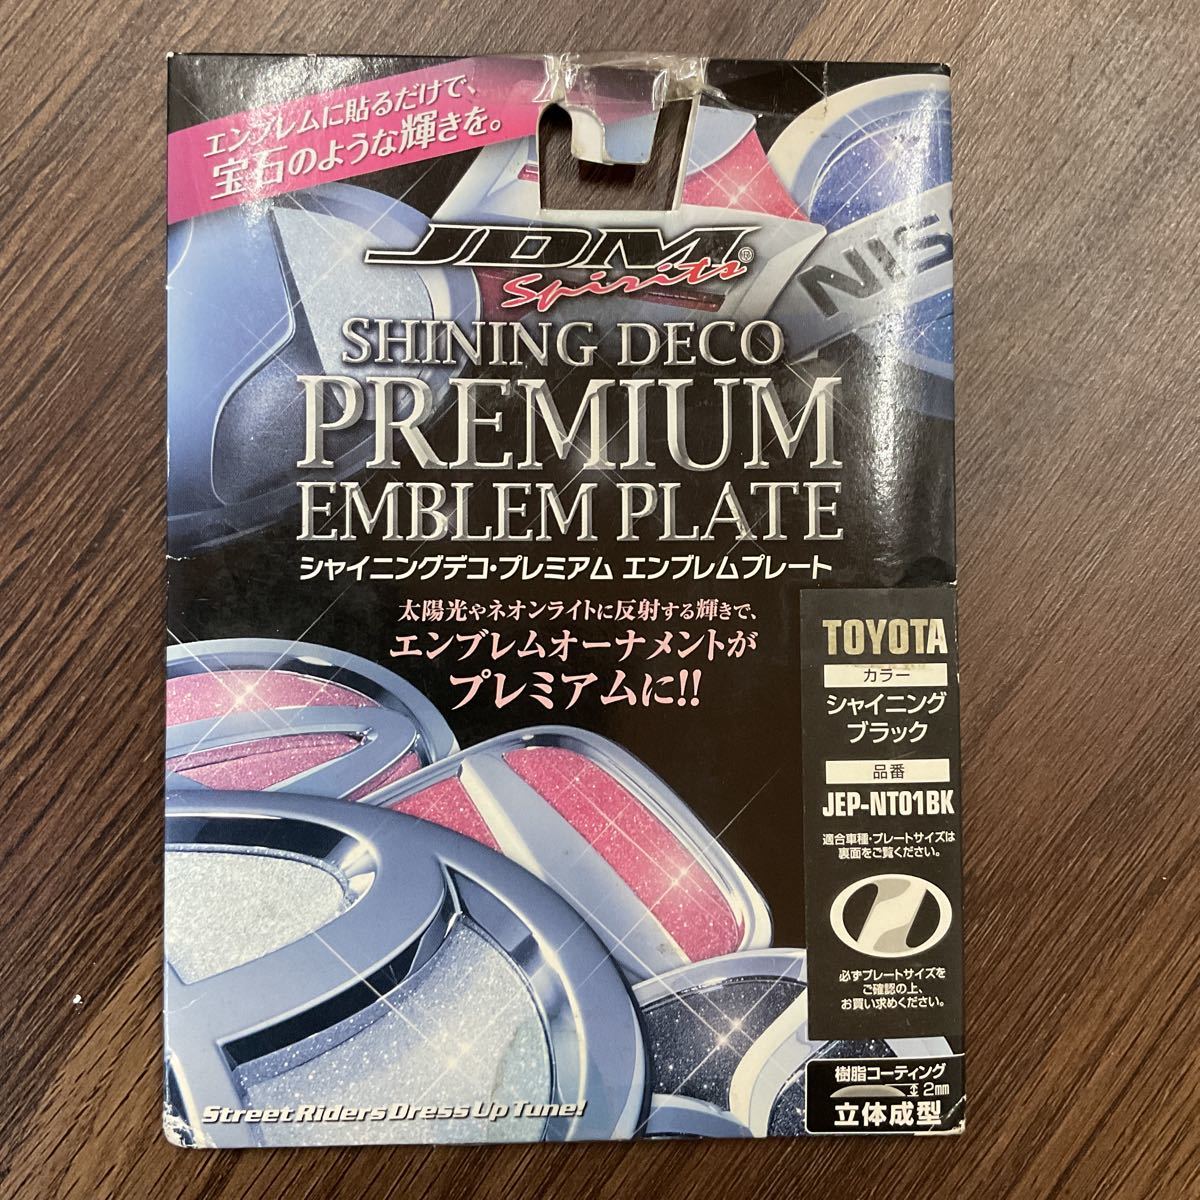 エンブレムに貼るだけで、
宝石のような輝きを。
NIS
JDM®
Spirits
SHINING DECO
PREMIUM
EMBLEM PLATE
シャイニングデコ・プレミアム エンブレムプレート
太陽光やネオンライトに反射する輝きで、
エンブレムオーナメントが
プレミアムに!!
TOYOTA
カラー
シャイニング
ブラック
品番
JEP-NT01BK
適合車種・プレートサイズは
裏面をご覧ください。
必ずプレートサイズを
ご確認の上、
お買い求めください。
樹脂コーティング
2mm
立体成型
Street Riders Dress Up Tune!